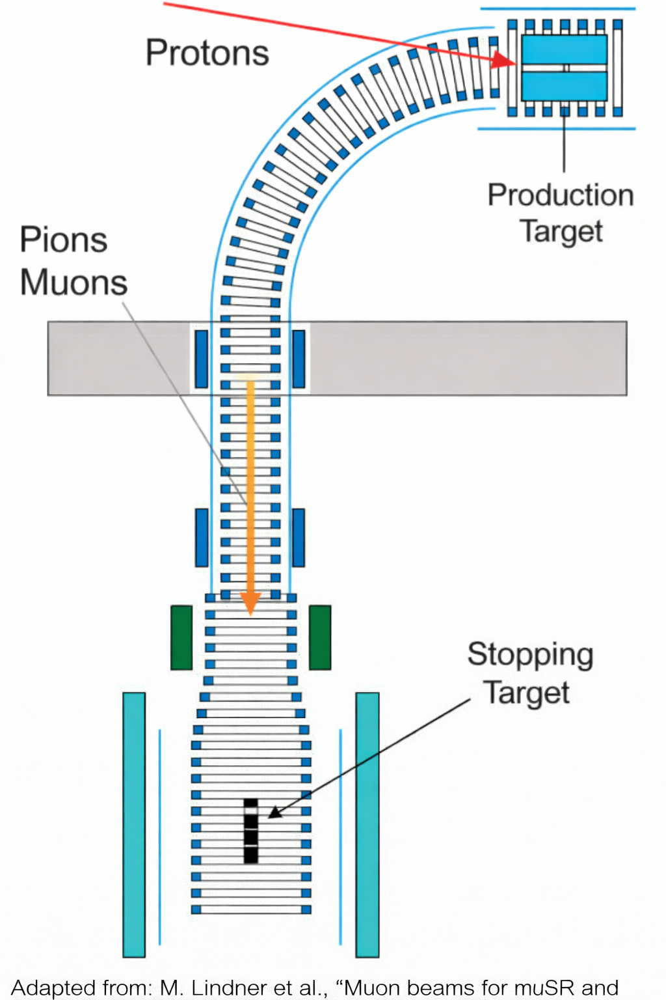 Protons
Production
Target
Pions
Muons
Stopping
Target
Adapted from: M. Lindner et al., “Muon beams for muSR and